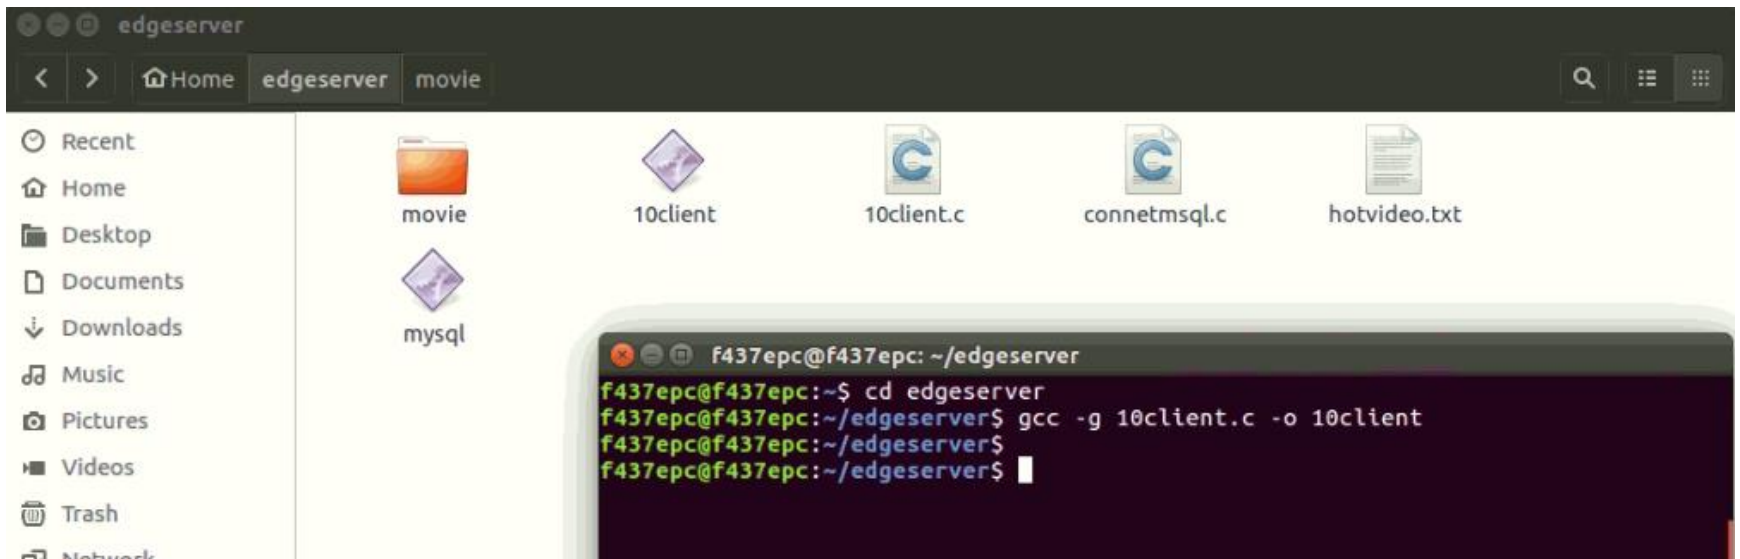 edgeserver
Home edgeserver movie
Recent
Home
Desktop
Documents
Downloads
Music
Pictures
Videos
Trash
Network
movie 10client 10client.c connetmsql.c hotvideo.txt
mysql
f437epc@f437epc: ~/edgeserver
f437epc@f437epc:~$ cd edgeserver
f437epc@f437epc:~/edgeserver$ gcc -g 10client.c -o 10client
f437epc@f437epc:~/edgeserver$
f437epc@f437epc:~/edgeserver$